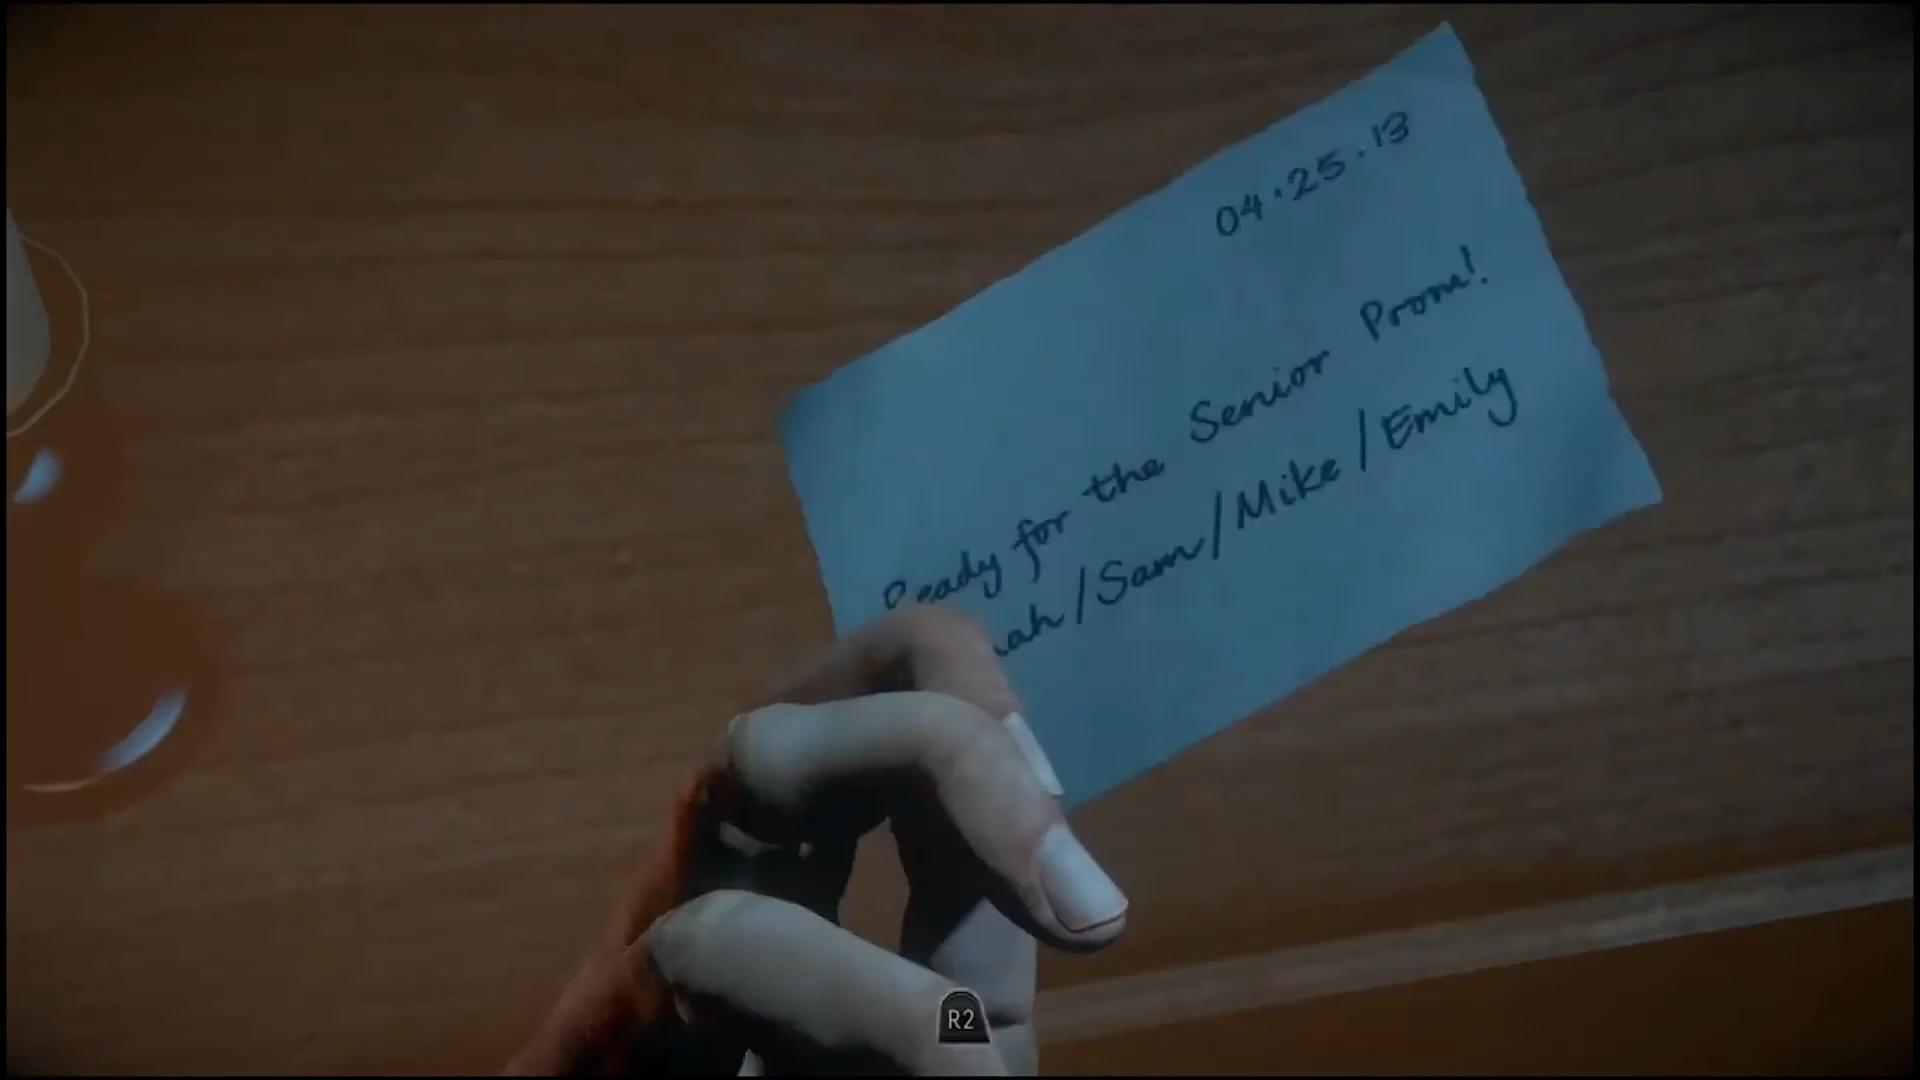 04.25.13
Ready for the Senior Prom!
/Sam/Mike/Emily
R2